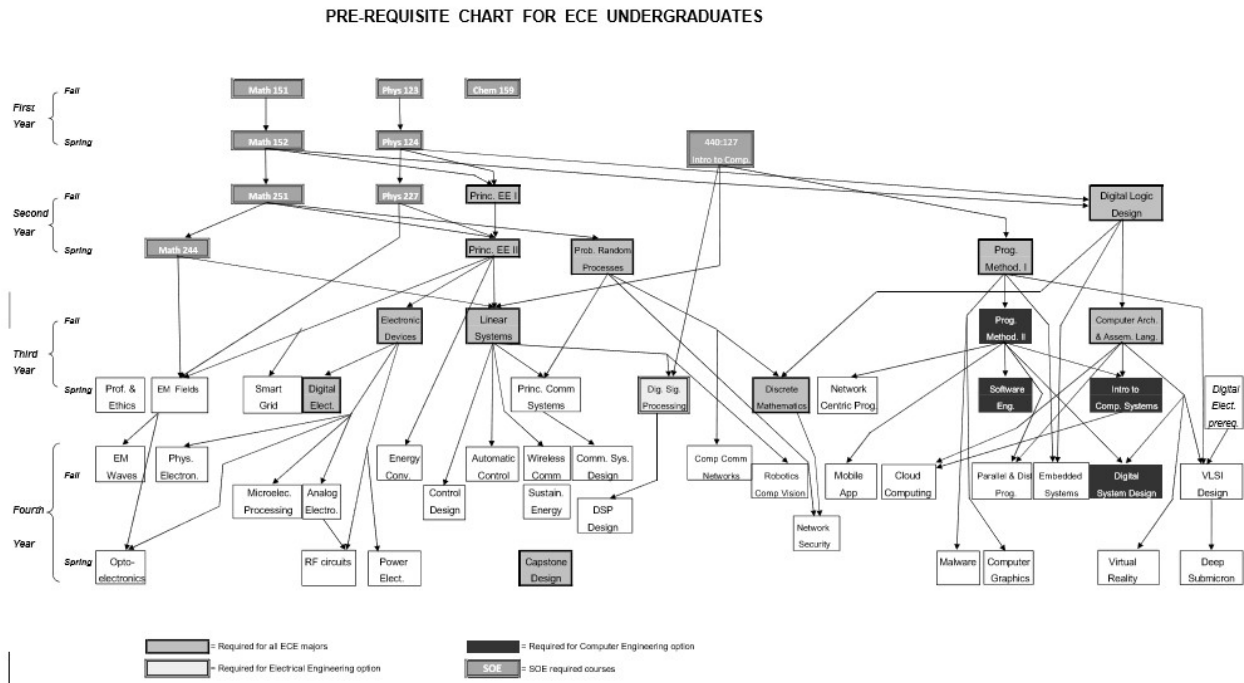 PRE-REQUISITE CHART FOR ECE UNDERGRADUATES
First
Year
Fall
Math 151
Phys 123
Chem 159
Spring
Math 152
Phys 124
440:127
Intro to Comp.
Second
Year
Fall
Math 251
Phys 227
Princ. EE I
Digital Logic
Design
Spring
Math 244
Princ. EE II
Prob. Random
Processes
Prog.
Method. I
Third
Year
Fall
Electronic
Devices
Linear
Systems
Prog.
Method. II
Computer Arch.
& Assem. Lang.
Spring
Prof. &
Ethics
EM Fields
Smart
Grid
Digital
Elect.
Princ. Comm
Systems
Dig. Sig.
Processing
Discrete
Mathematics
Network
Centric Prog.
Software
Eng.
Intro to
Comp. Systems
Digital
Elect.
prereq.
Fourth
Year
Fall
EM
Waves
Phys.
Electron.
Microelec.
Processing
Analog
Electro.
Energy
Conv.
Control
Design
Automatic
Control
Wireless
Comm
Sustain.
Energy
Comm. Sys.
Design
DSP
Design
Comp Comm
Networks
Robotics
Comp Vision
Network
Security
Mobile
App
Cloud
Computing
Parallel & Dist
Prog.
Embedded
Systems
Digital
System Design
VLSI
Design
Spring
Opto-
electronics
RF circuits
Power
Elect.
Capstone
Design
Malware
Computer
Graphics
Virtual
Reality
Deep
Submicron
= Required for all ECE majors
= Required for Computer Engineering option
= Required for Electrical Engineering option
SOE
= SOE required courses